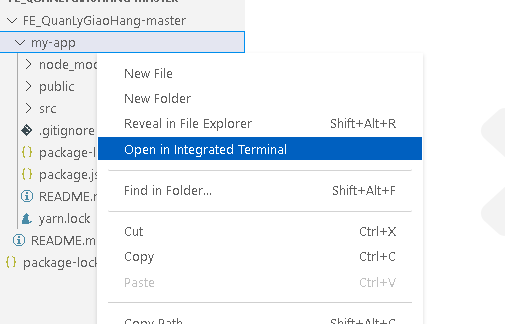 FE_QuanLyGiaoHang-master
my-app
node_mod
public
src
.gitignore
package-l
package.js
README.m
yarn.lock
README.m
package-lock
New File
New Folder
Reveal in File Explorer Shift+Alt+R
Open in Integrated Terminal
Find in Folder... Shift+Alt+F
Cut Ctrl+X
Copy Ctrl+C
Paste Ctrl+V
Copy Path Shift+Alt+C